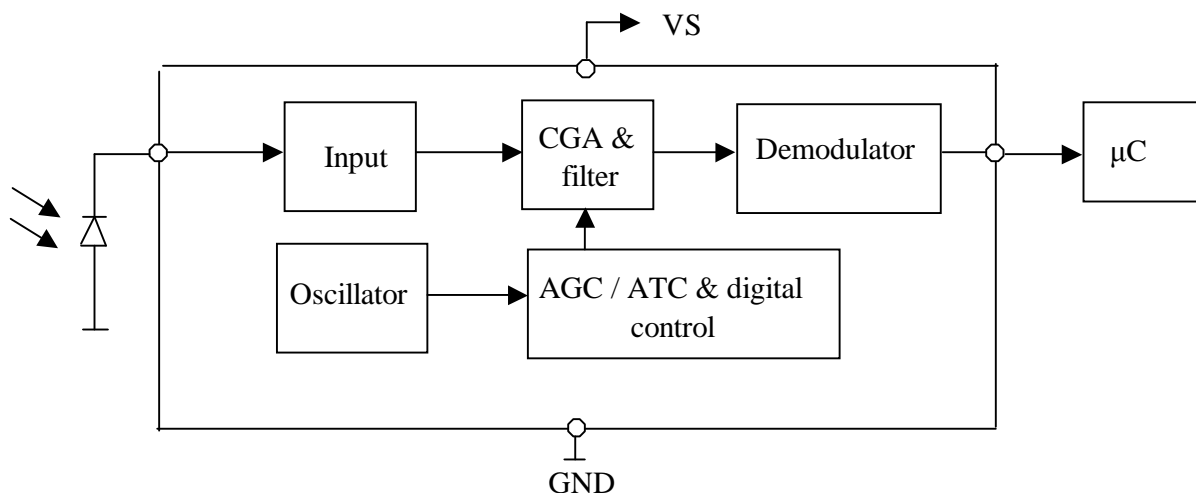 VS
Input
CGA &
filter
Demodulator
μC
Oscillator
AGC / ATC & digital
control
GND